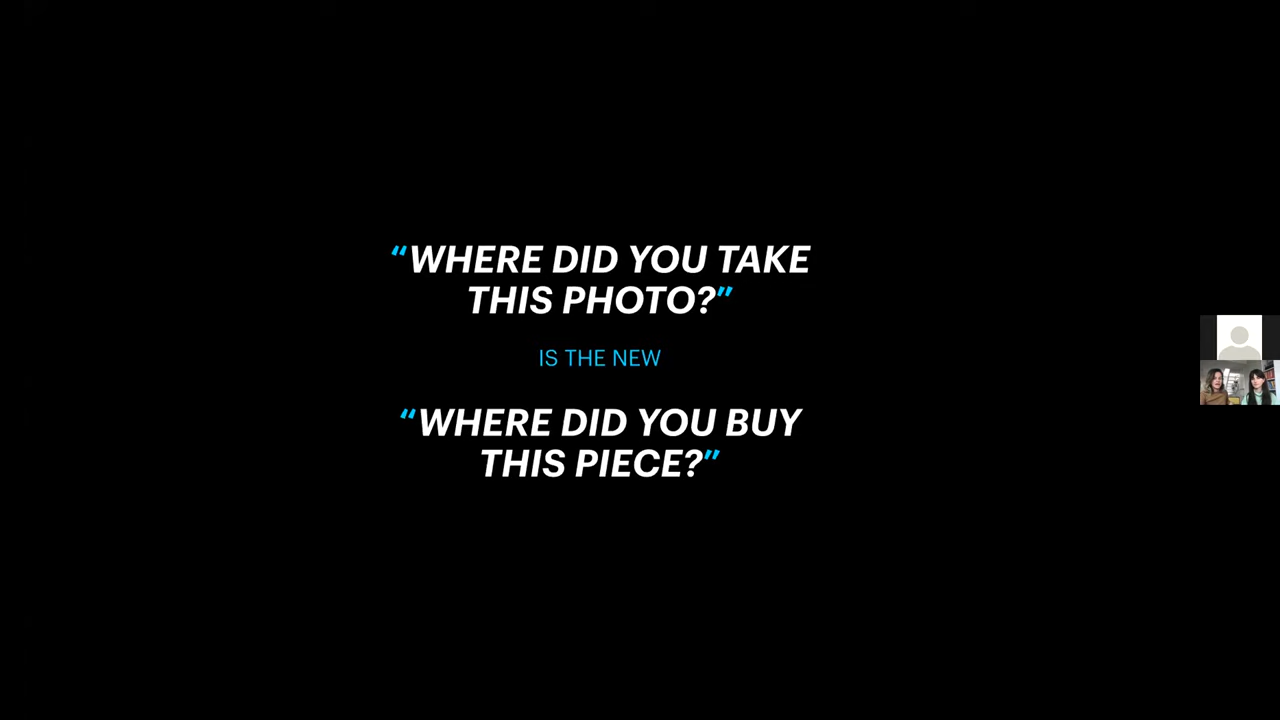 “WHERE DID YOU TAKE
THIS PHOTO?”
IS THE NEW
“WHERE DID YOU BUY
THIS PIECE?”